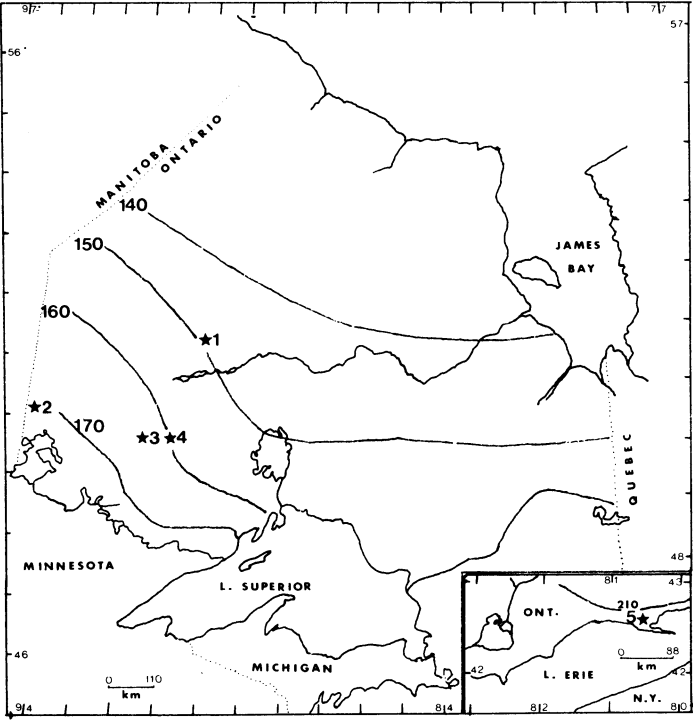 97°
77
57
56°
MANITOBA
ONTARIO
140
150
JAMES
BAY
160
★1
★2
170
★3 ★4
QUEBEC
48
MINNESOTA
L. SUPERIOR
46
MICHIGAN
0 110
km
94
84
81
43
ONT.
210
5★
0 88
km
42
42
L. ERIE
N.Y.
82
80